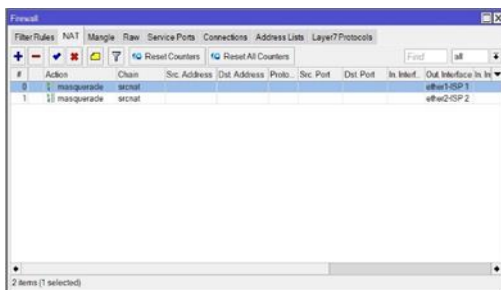 Firewall
Filter Rules NAT Mangle Raw Service Ports Connections Address Lists Layer7 Protocols
Reset Counters Reset All Counters Find all
# Action Chain Src. Address Dst. Address Proto... Src. Port Dst. Port In. Interf... Out. Interface In. In
0 masquerade srcnat ether1-ISP 1
1 masquerade srcnat ether2-ISP 2
2 items (1 selected)